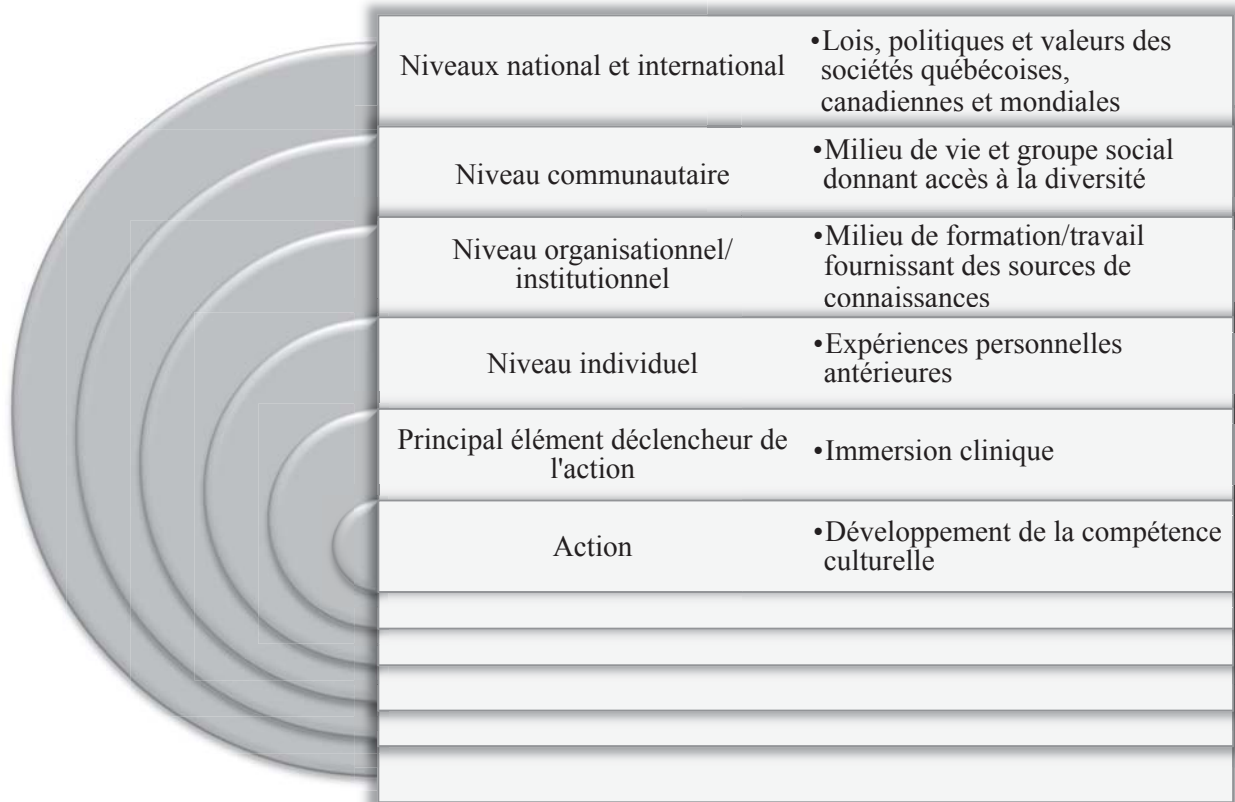 Niveaux national et international
•Lois, politiques et valeurs des
sociétés québécoises,
canadiennes et mondiales
Niveau communautaire
•Milieu de vie et groupe social
donnant accès à la diversité
Niveau organisationnel/
institutionnel
•Milieu de formation/travail
fournissant des sources de
connaissances
Niveau individuel
•Expériences personnelles
antérieures
Principal élément déclencheur de
l'action
•Immersion clinique
Action
•Développement de la compétence
culturelle